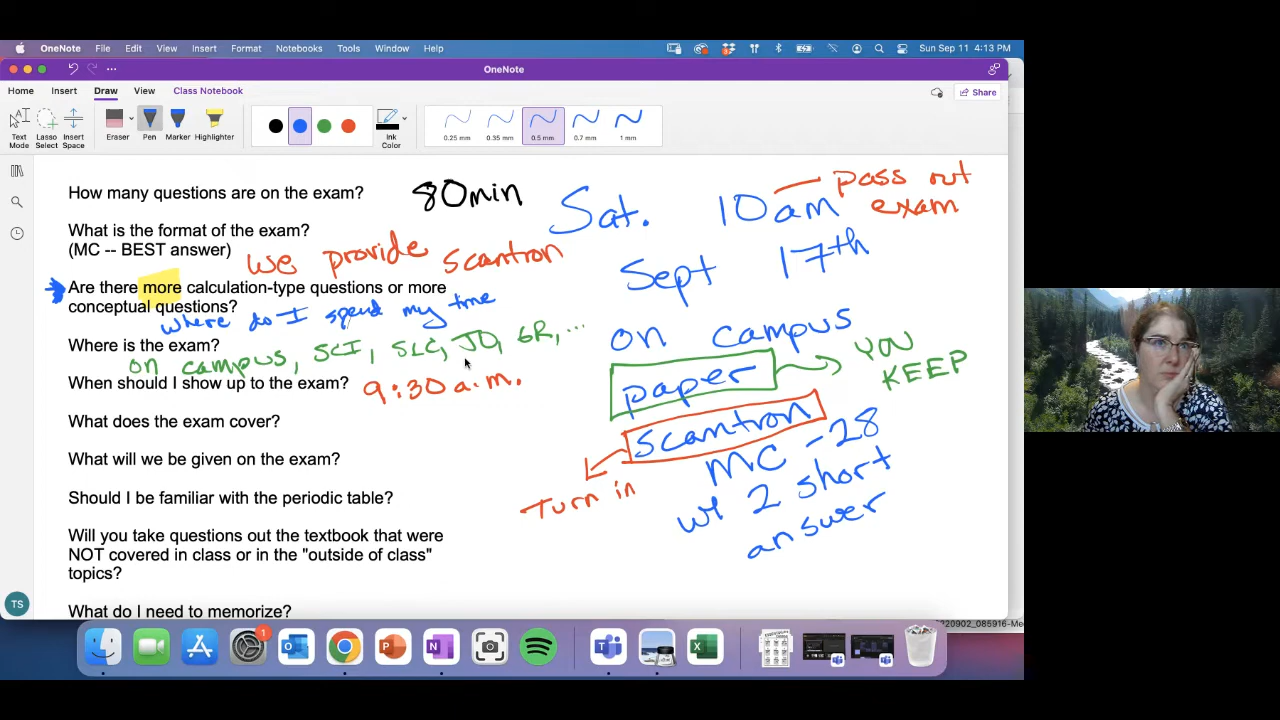 OneNote File Edit View Insert Format Notebooks Tools Window Help
Sun Sep 11 4:13 PM
OneNote
Home Insert Draw View Class Notebook
Share
Text Mode
Lasso Select
Insert Space
Eraser
Pen
Marker
Highlighter
Ink Color
0.25 mm
0.35 mm
0.5 mm
0.7 mm
1 mm
How many questions are on the exam?
80min
What is the format of the exam?
(MC -- BEST answer)
we provide scantron
Are there more calculation-type questions or more
conceptual questions?
where do I spend my time
Where is the exam?
on campus, SCI, SLC, JO, GR, ...
When should I show up to the exam?
9:30 a.m.
What does the exam cover?
What will we be given on the exam?
Should I be familiar with the periodic table?
Will you take questions out the textbook that were
NOT covered in class or in the "outside of class"
topics?
What do I need to memorize?
Sat. 10am
pass out
exam
Sept 17th
on campus
paper
YOU
KEEP
scantron
Turn in
MC - 28
w/ 2 short
answer
TS
1